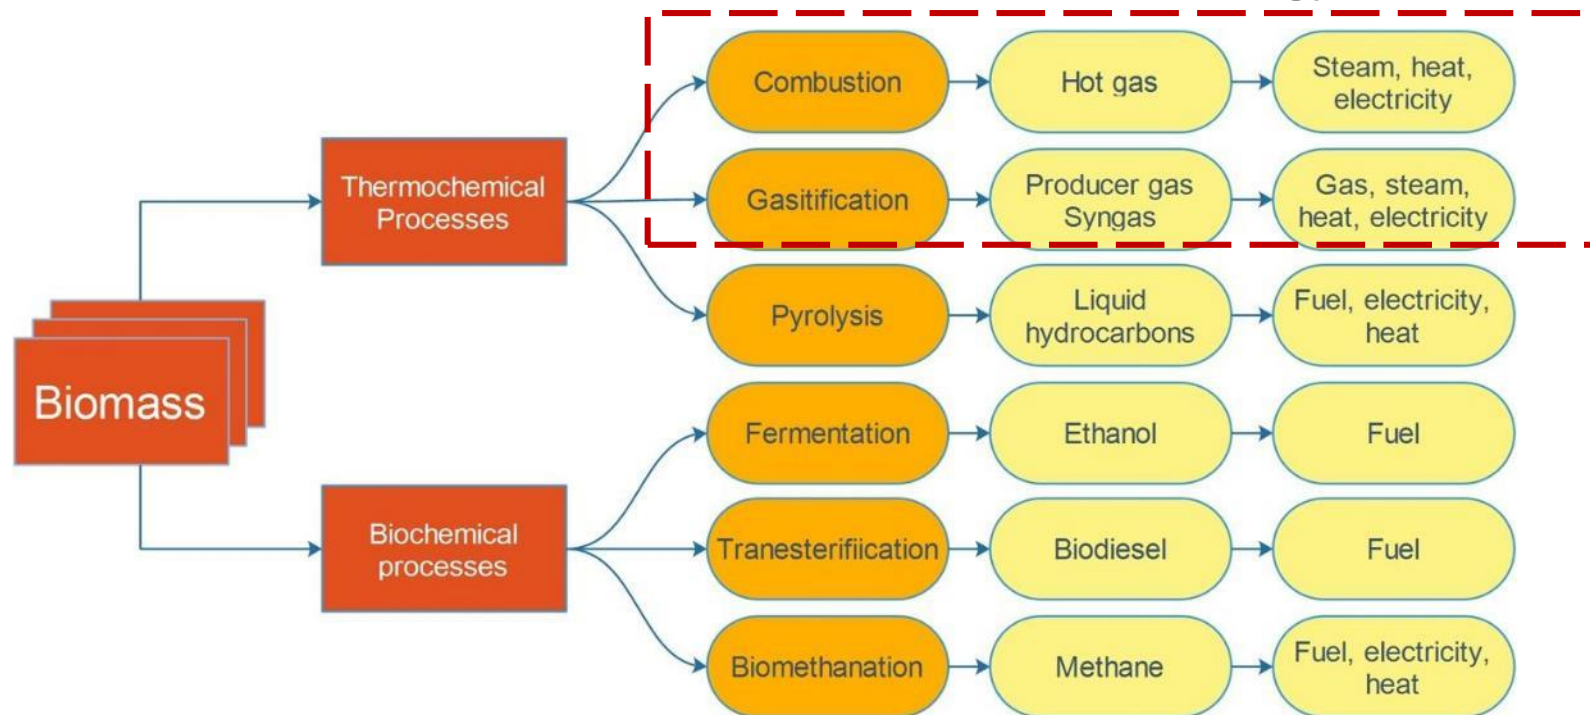 Combustion
Hot gas
Steam, heat,
electricity
Thermochemical
Processes
Gasitification
Producer gas
Syngas
Gas, steam,
heat, electricity
Pyrolysis
Liquid
hydrocarbons
Fuel, electricity,
heat
Biomass
Fermentation
Ethanol
Fuel
Biochemical
processes
Tranesterifiication
Biodiesel
Fuel
Biomethanation
Methane
Fuel, electricity,
heat